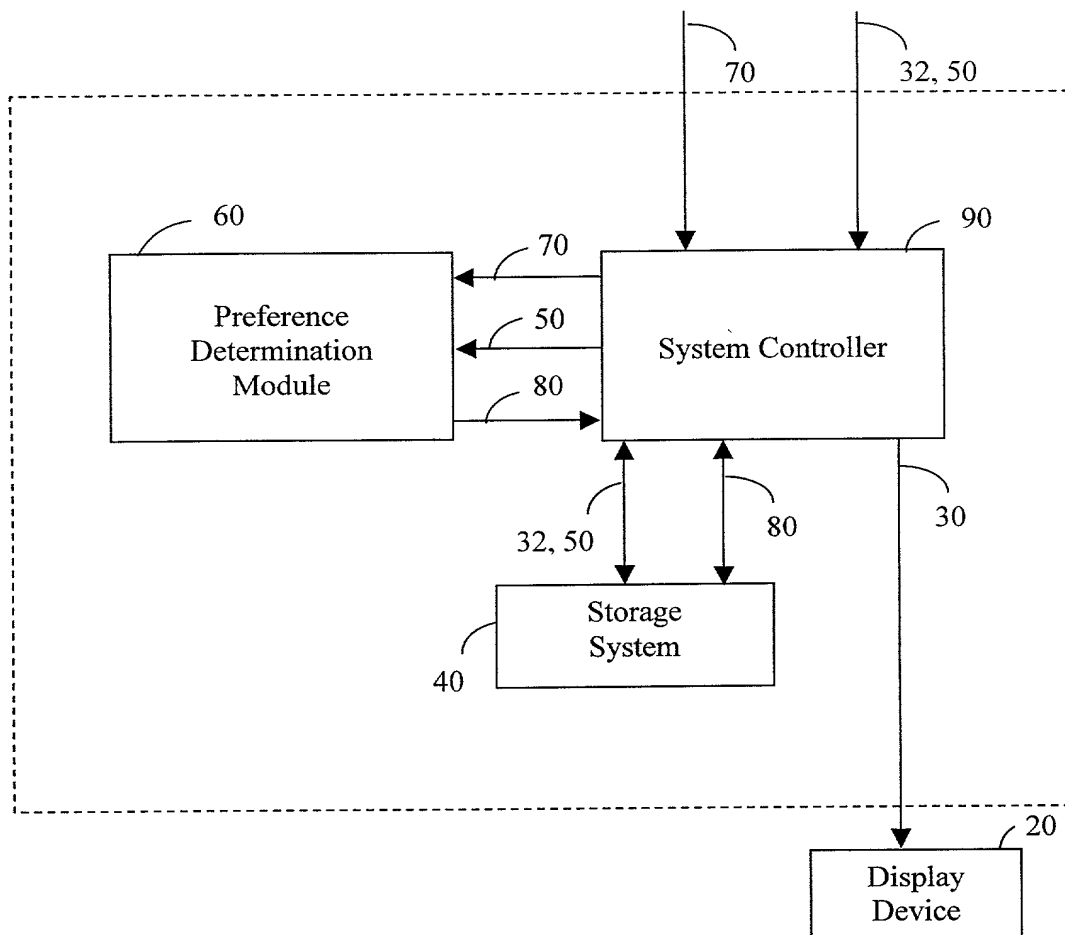 70
32, 50
60
90
70
Preference
Determination
Module
50
System Controller
80
32, 50
80
30
Storage
System
40
20
Display
Device